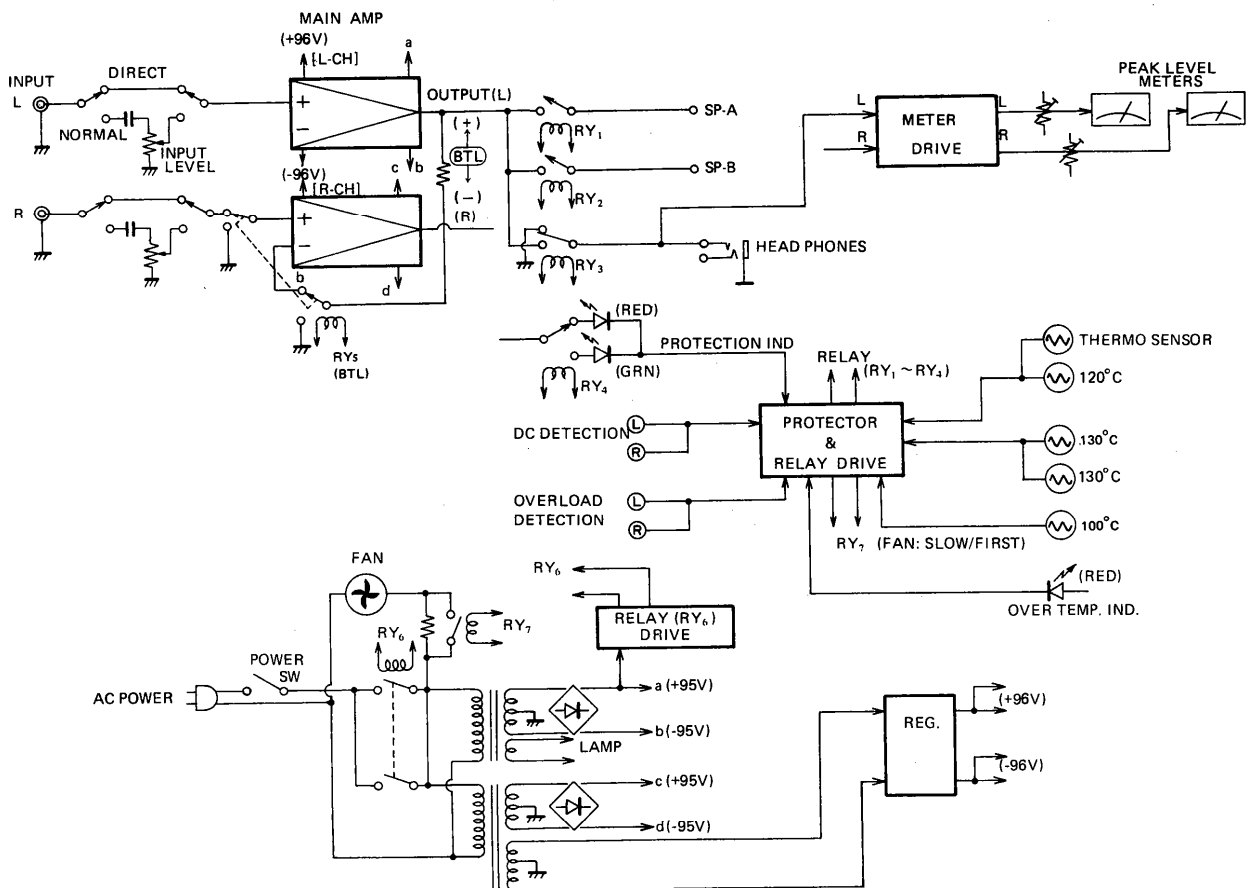 MAIN AMP
(+96V)
[L-CH]
a
INPUT
L
DIRECT
+
−
OUTPUT(L)
NORMAL
INPUT
LEVEL
(+)
BTL
(−)
(R)
(-96V)
b
[R-CH]
c
R
+
−
b
d
RY5
(BTL)
RY1
SP-A
RY2
SP-B
RY3
HEAD PHONES
L
R
METER
DRIVE
L
R
PEAK LEVEL
METERS
(RED)
(GRN)
RY4
PROTECTION IND
RELAY
(RY1 ~RY4)
THERMO SENSOR
120°C
DC DETECTION
L
R
PROTECTOR
&
RELAY DRIVE
130°C
130°C
OVERLOAD
DETECTION
L
R
100°C
RY7 (FAN: SLOW/FIRST)
(RED)
OVER TEMP. IND.
FAN
RY6
RY7
RY6
RELAY (RY6)
DRIVE
POWER
SW
AC POWER
a (+95V)
b (-95V)
LAMP
c (+95V)
d (-95V)
REG.
(+96V)
(-96V)